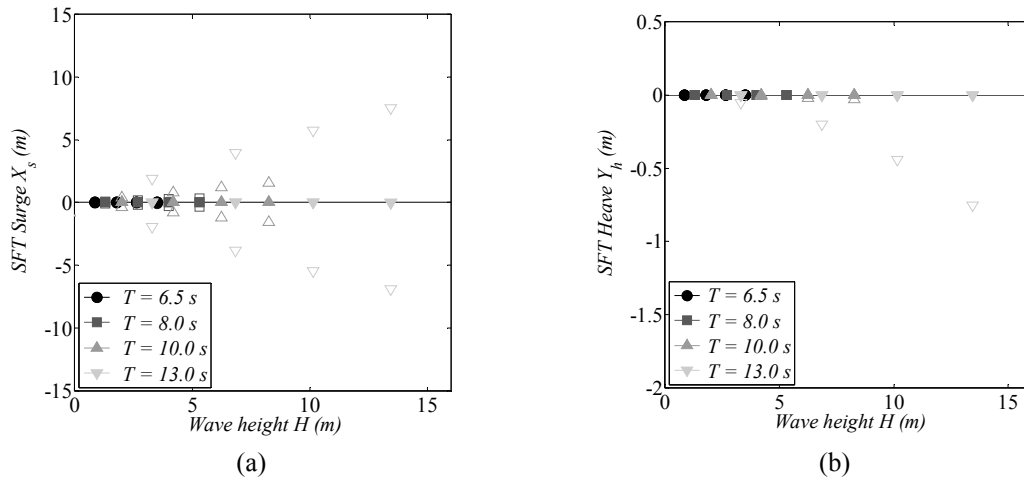 15
10
5
0
-5
-10
-15
SFT Surge X_s (m)
T = 6.5 s
T = 8.0 s
T = 10.0 s
T = 13.0 s
0 5 10 15
Wave height H (m)
(a)
0.5
0
-0.5
-1
-1.5
-2
SFT Heave Y_h (m)
T = 6.5 s
T = 8.0 s
T = 10.0 s
T = 13.0 s
0 5 10 15
Wave height H (m)
(b)